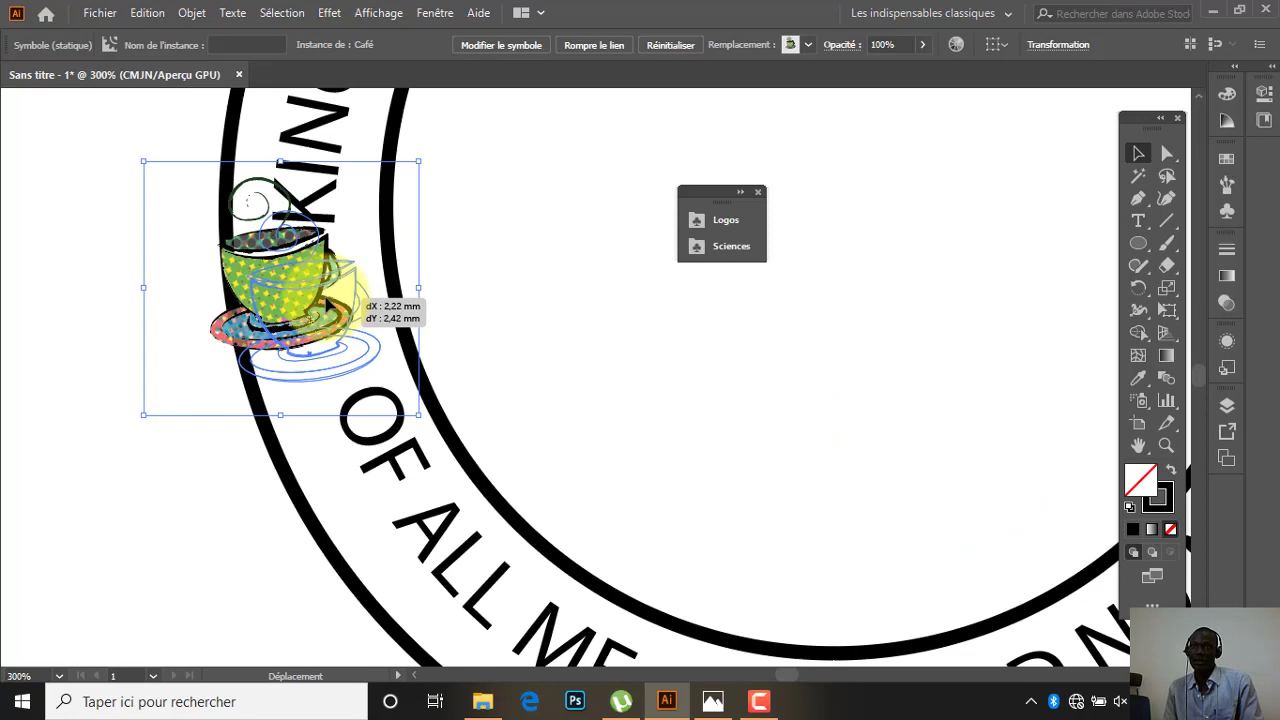 Ai Fichier Edition Objet Texte Sélection Effet Affichage Fenêtre Aide Les indispensables classiques Rechercher dans Adobe Stock
Symbole (statique) Nom de l'instance : Instance de : Café Modifier le symbole Rompre le lien Réinitialiser Remplacement : Opacité : 100% Transformation
Sans titre - 1* @ 300% (CMJN/Aperçu GPU)
KING
Logos
Sciences
dX : 2,22 mm
dY : 2,42 mm
OF ALL ME
300% 1 Déplacement
Taper ici pour rechercher Ps Ai